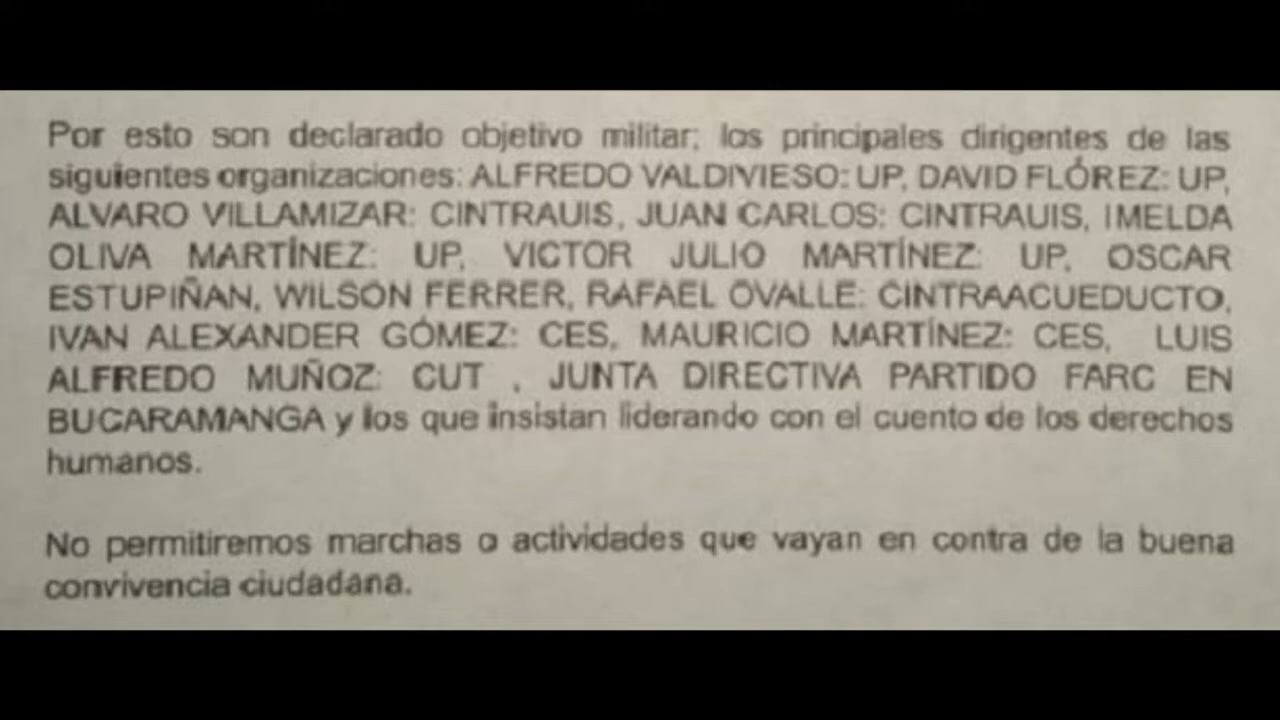 Por esto son declarado objetivo militar; los principales dirigentes de las
siguientes organizaciones: ALFREDO VALDIVIESO: UP, DAVID FLÓREZ: UP,
ALVARO VILLAMIZAR: CINTRAUIS, JUAN CARLOS: CINTRAUIS, IMELDA
OLIVA MARTÍNEZ: UP, VICTOR JULIO MARTÍNEZ: UP, OSCAR
ESTUPIÑAN, WILSON FERRER, RAFAEL OVALLE: CINTRAACUEDUCTO,
IVAN ALEXANDER GÓMEZ: CES, MAURICIO MARTÍNEZ: CES, LUIS
ALFREDO MUÑOZ: CUT , JUNTA DIRECTIVA PARTIDO FARC EN
BUCARAMANGA y los que insistan liderando con el cuento de los derechos
humanos.
No permitiremos marchas o actividades que vayan en contra de la buena
convivencia ciudadana.